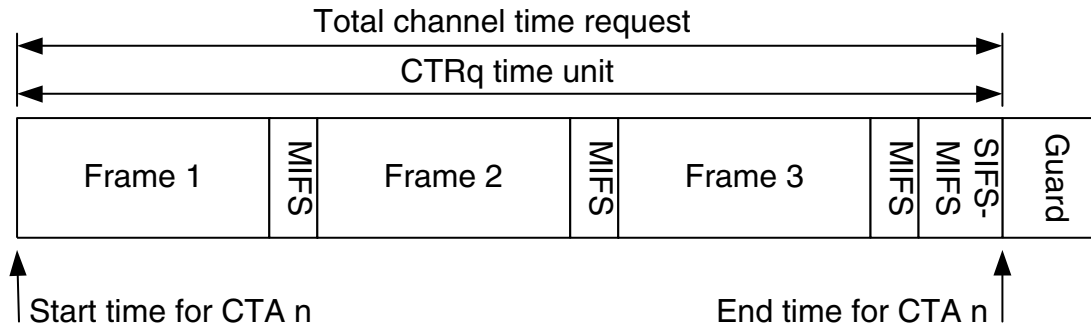 Total channel time request
CTRq time unit
Frame 1
MIFS
Frame 2
MIFS
Frame 3
MIFS
SIFS-
MIFS
Guard
Start time for CTA n
End time for CTA n